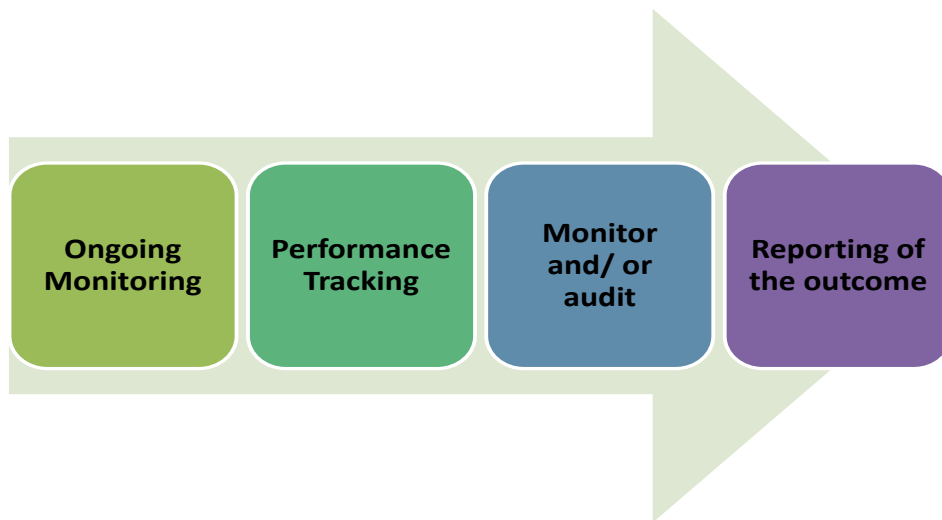 Ongoing
Monitoring
Performance
Tracking
Monitor
and/ or
audit
Reporting of
the outcome